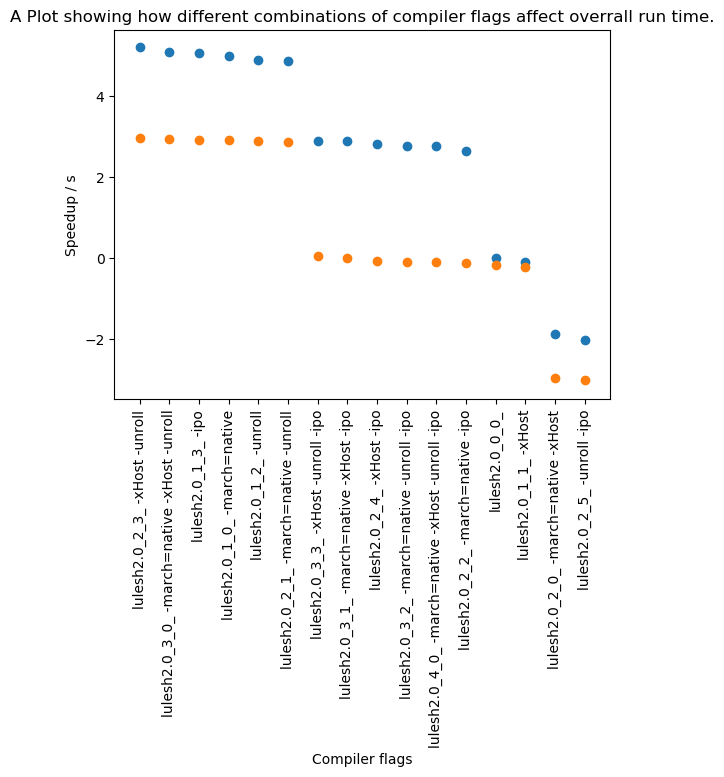 A Plot showing how different combinations of compiler flags affect overrall run time.
Speedup / s
4
2
0
−2
lulesh2.0_2_3_ -xHost -unroll
lulesh2.0_3_0_ -march=native -xHost -unroll
lulesh2.0_1_3_ -ipo
lulesh2.0_1_0_ -march=native
lulesh2.0_1_2_ -unroll
lulesh2.0_2_1_ -march=native -unroll
lulesh2.0_3_3_ -xHost -unroll -ipo
lulesh2.0_3_1_ -march=native -xHost -ipo
lulesh2.0_2_4_ -xHost -ipo
lulesh2.0_3_2_ -march=native -unroll -ipo
lulesh2.0_4_0_ -march=native -xHost -unroll -ipo
lulesh2.0_2_2_ -march=native -ipo
lulesh2.0_0_0_
lulesh2.0_1_1_ -xHost
lulesh2.0_2_0_ -march=native -xHost
lulesh2.0_2_5_ -unroll -ipo
Compiler flags